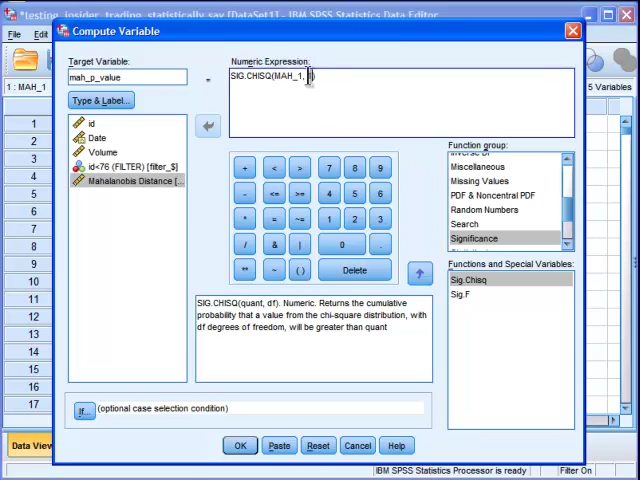 *testing_insider_trading_statistically_say [DataSet1] - IBM SPSS Statistics Data Editor
File
Edit
Compute Variable
1 : MAH_1
5 Variables
Target Variable:
mah_p_value
Type & Label...
=
Numeric Expression:
SIG.CHISQ(MAH_1, 1)
id
Date
Volume
id<76 (FILTER) [filter_$]
Mahalanobis Distance [...
+ < > 7 8 9
- <= >= 4 5 6
* = ~= 1 2 3
/ & | 0 .
** ~ ( ) Delete
Function group:
Miscellaneous
Missing Values
PDF & Noncentral PDF
Random Numbers
Search
Significance
Functions and Special Variables:
Sig.Chisq
Sig.F
SIG.CHISQ(quant, df). Numeric. Returns the cumulative
probability that a value from the chi-square distribution, with
df degrees of freedom, will be greater than quant
If...
(optional case selection condition)
OK
Paste
Reset
Cancel
Help
1
2
3
4
5
6
7
8
9
10
11
12
13
14
15
16
17
Data View
IBM SPSS Statistics Processor is ready
Filter On